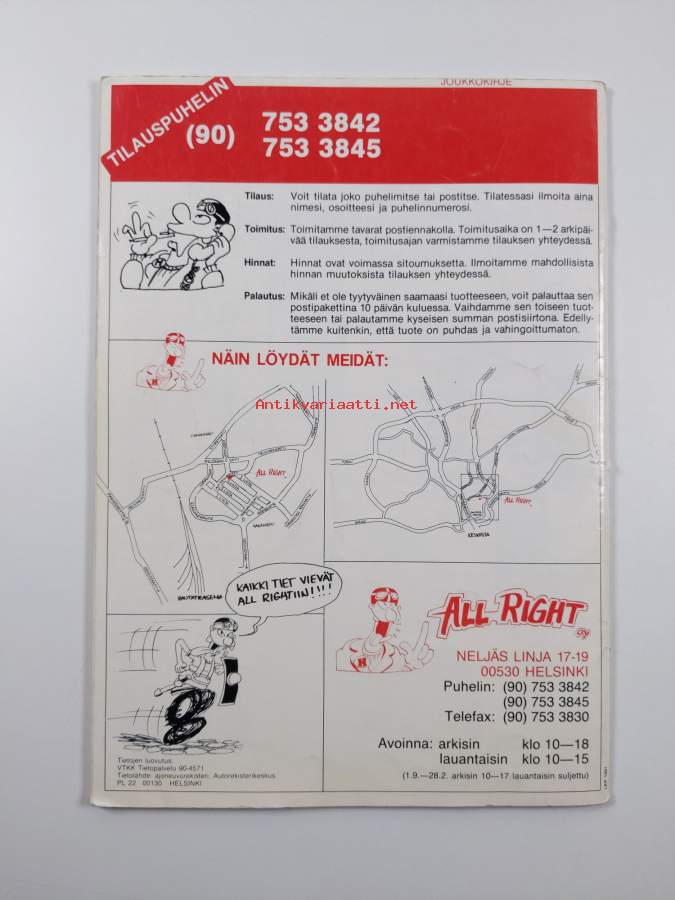 JOUKKOKIRJE
TILAUSPUHELIN
(90) 753 3842
753 3845
Tilaus: Voit tilata joko puhelimitse tai postitse. Tilatessasi ilmoita aina
nimesi, osoitteesi ja puhelinnumerosi.
Toimitus: Toimitamme tavarat postiennakolla. Toimitusaika on 1—2 arkipäi-
vää tilauksesta, toimitusajan varmistamme tilauksen yhteydessä.
Hinnat: Hinnat ovat voimassa sitoumuksetta. Ilmoitamme mahdollisista
hinnan muutoksista tilauksen yhteydessä.
Palautus: Mikäli et ole tyytyväinen saamaasi tuotteeseen, voit palauttaa sen
postipakettina 10 päivän kuluessa. Vaihdamme sen toiseen tuot-
teeseen tai palautamme kyseisen summan postisiirtona. Edelly-
tämme kuitenkin, että tuote on puhdas ja vahingoittumaton.
NÄIN LÖYDÄT MEIDÄT:
Antikvariaatti.net
ALL RIGHT
ALL RIGHT
RAUTATIEASEMA
KESKUSTA
KAIKKI TIET VIEVÄT
ALL RIGHTIIN!!!!
ALL RIGHT
oy
NELJÄS LINJA 17-19
00530 HELSINKI
Puhelin: (90) 753 3842
(90) 753 3845
Telefax: (90) 753 3830
Avoinna: arkisin klo 10—18
lauantaisin klo 10—15
(1.9.—28.2. arkisin 10—17 lauantaisin suljettu)
Tietojen luovutus:
VTKK Tietopalvelu 90-4571
Tietolähde: ajoneuvorekisteri, Autorekisterikeskus
PL 22 00130 HELSINKI